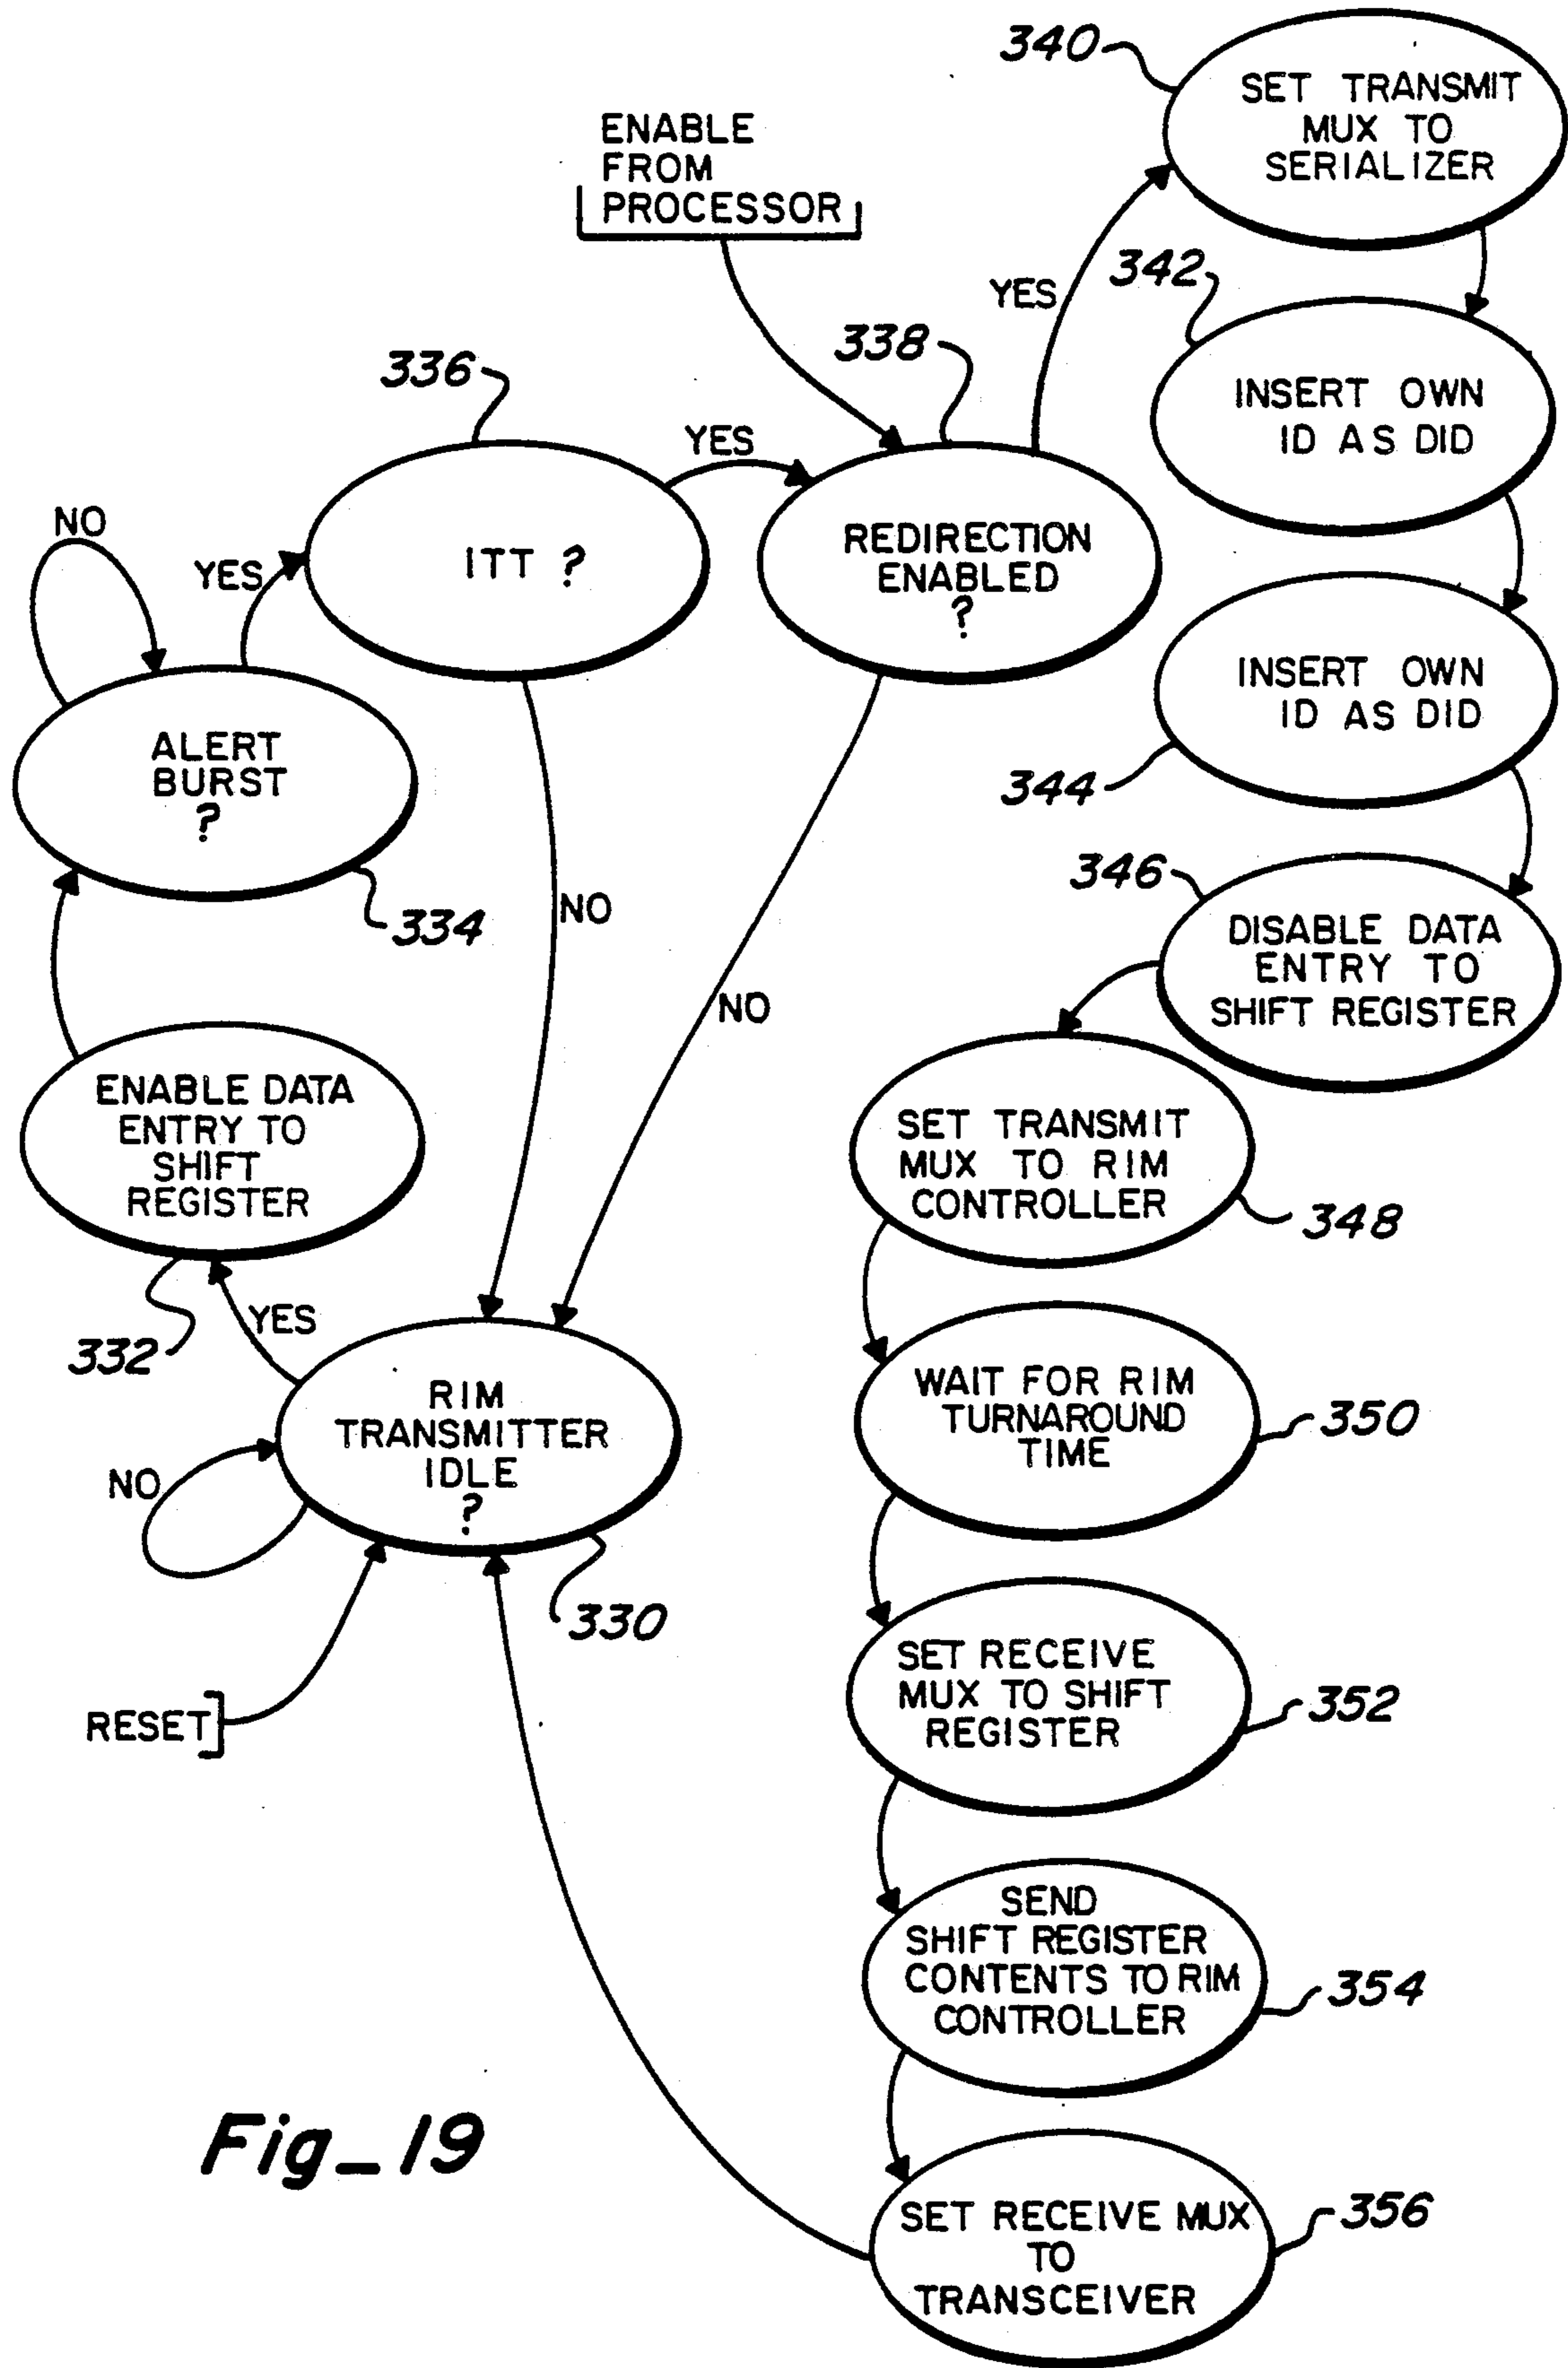 340
SET TRANSMIT
MUX TO
SERIALIZER
ENABLE
FROM
PROCESSOR
YES
342
INSERT OWN
ID AS DID
336
338
YES
ITT ?
REDIRECTION
ENABLED
?
NO
YES
ALERT
BURST
?
334
INSERT OWN
ID AS DID
344
346
DISABLE DATA
ENTRY TO
SHIFT REGISTER
NO
NO
ENABLE DATA
ENTRY TO
SHIFT
REGISTER
332
YES
SET TRANSMIT
MUX TO RIM
CONTROLLER
348
RIM
TRANSMITTER
IDLE
?
NO
330
RESET
WAIT FOR RIM
TURNAROUND
TIME
350
SET RECEIVE
MUX TO SHIFT
REGISTER
352
SEND
SHIFT REGISTER
CONTENTS TO RIM
CONTROLLER
354
SET RECEIVE MUX
TO
TRANSCEIVER
356
Fig_19